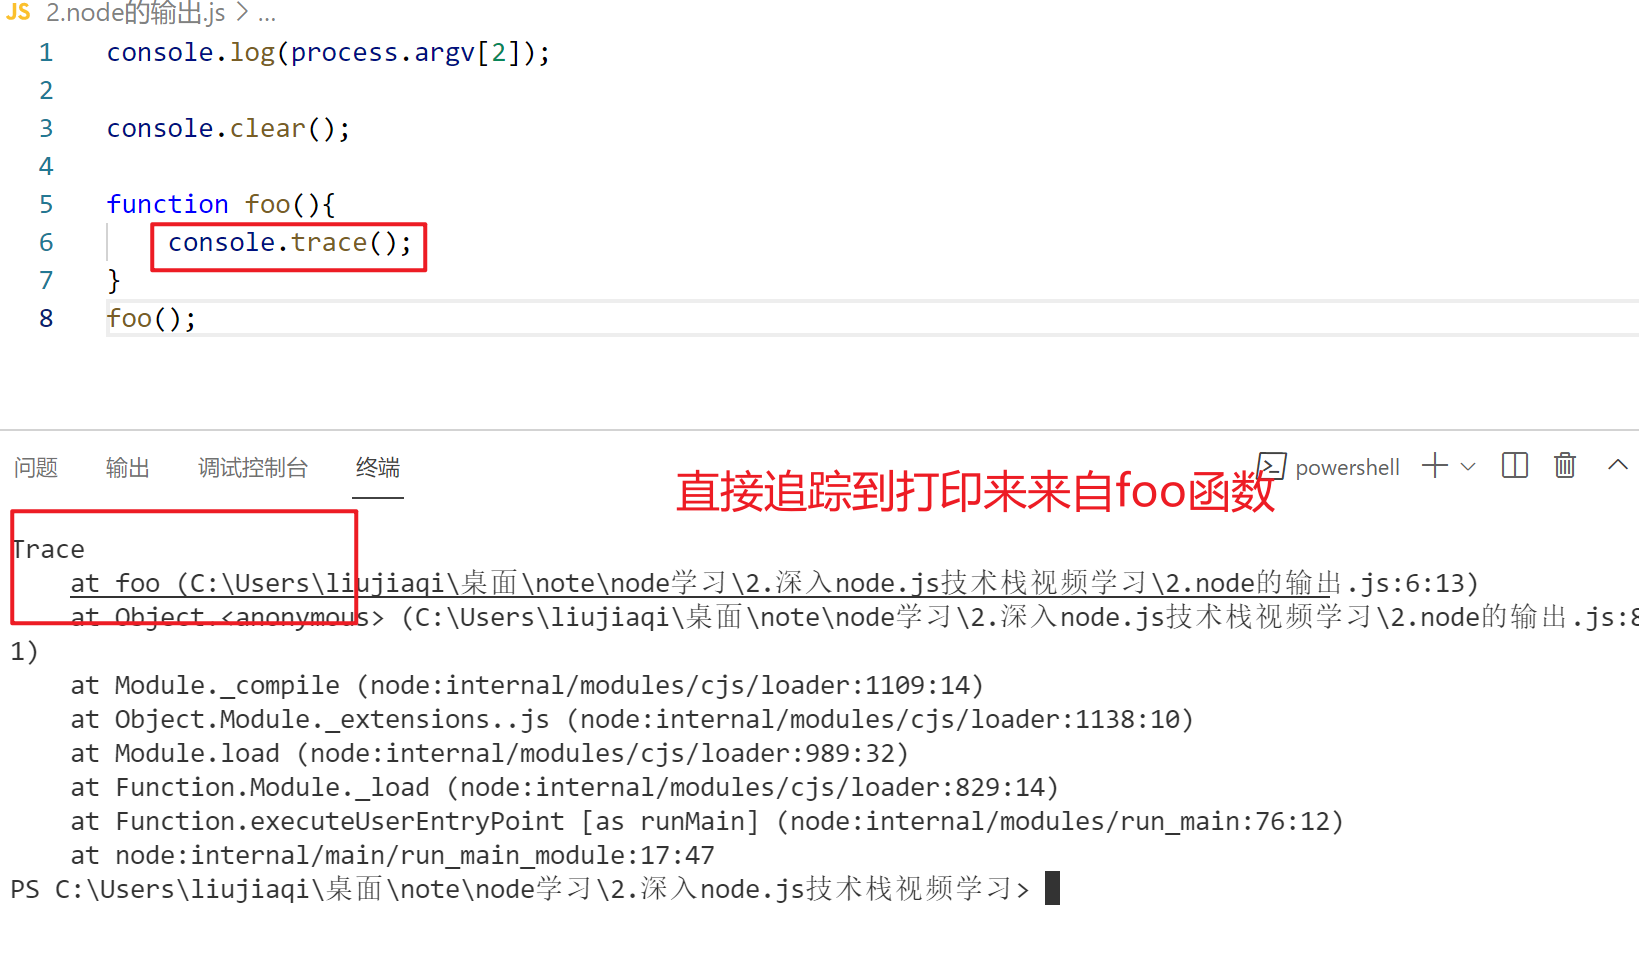 JS 2.node的输出.js > ...
1 console.log(process.argv[2]);
2
3 console.clear();
4
5 function foo(){
6 console.trace();
7 }
8 foo();
问题 输出 调试控制台 终端 powershell
直接追踪到打印来来自foo函数
Trace
at foo (C:\Users\liujiaqi\桌面\note\node学习\2.深入node.js技术栈视频学习\2.node的输出.js:6:13)
at Object.<anonymous> (C:\Users\liujiaqi\桌面\note\node学习\2.深入node.js技术栈视频学习\2.node的输出.js:8
1)
at Module._compile (node:internal/modules/cjs/loader:1109:14)
at Object.Module._extensions..js (node:internal/modules/cjs/loader:1138:10)
at Module.load (node:internal/modules/cjs/loader:989:32)
at Function.Module._load (node:internal/modules/cjs/loader:829:14)
at Function.executeUserEntryPoint [as runMain] (node:internal/modules/run_main:76:12)
at node:internal/main/run_main_module:17:47
PS C:\Users\liujiaqi\桌面\note\node学习\2.深入node.js技术栈视频学习>